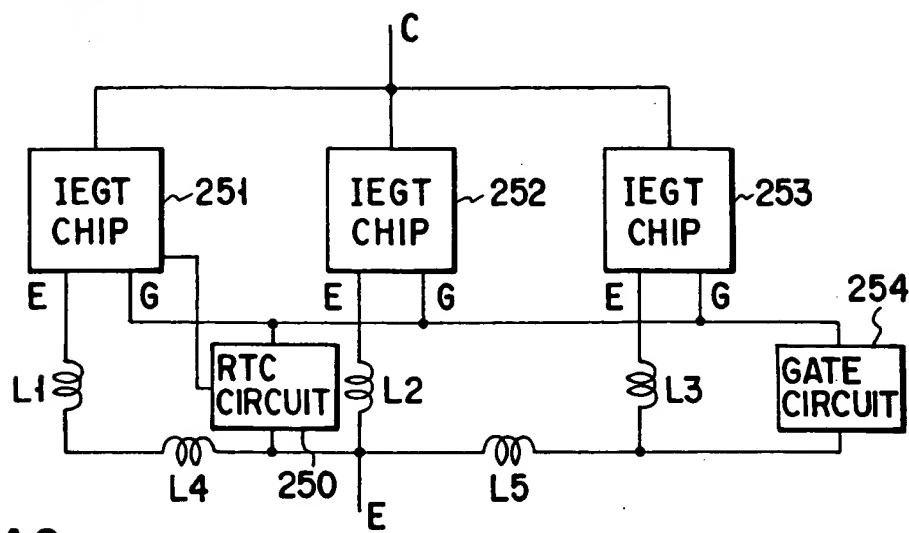 C
IEGT
CHIP
251
IEGT
CHIP
252
IEGT
CHIP
253
E
G
E
G
E
G
254
L1
RTC
CIRCUIT
L2
L3
GATE
CIRCUIT
L4
250
L5
E